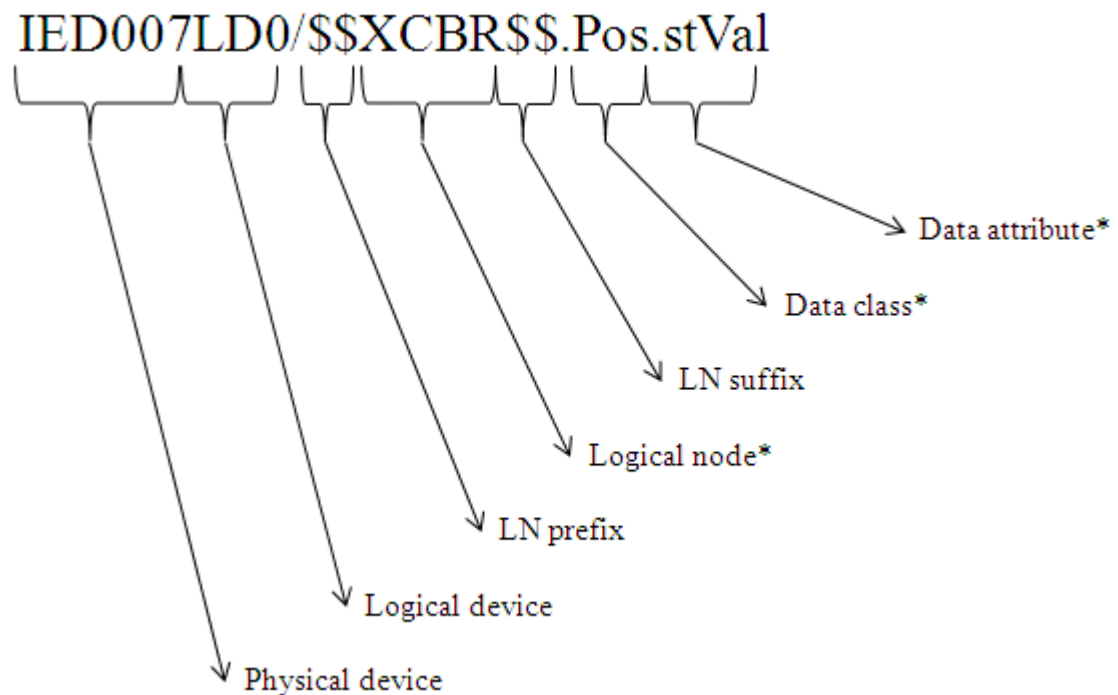 IED007LD0/$$XCBR$$.Pos.stVal
Data attribute*
Data class*
LN suffix
Logical node*
LN prefix
Logical device
Physical device